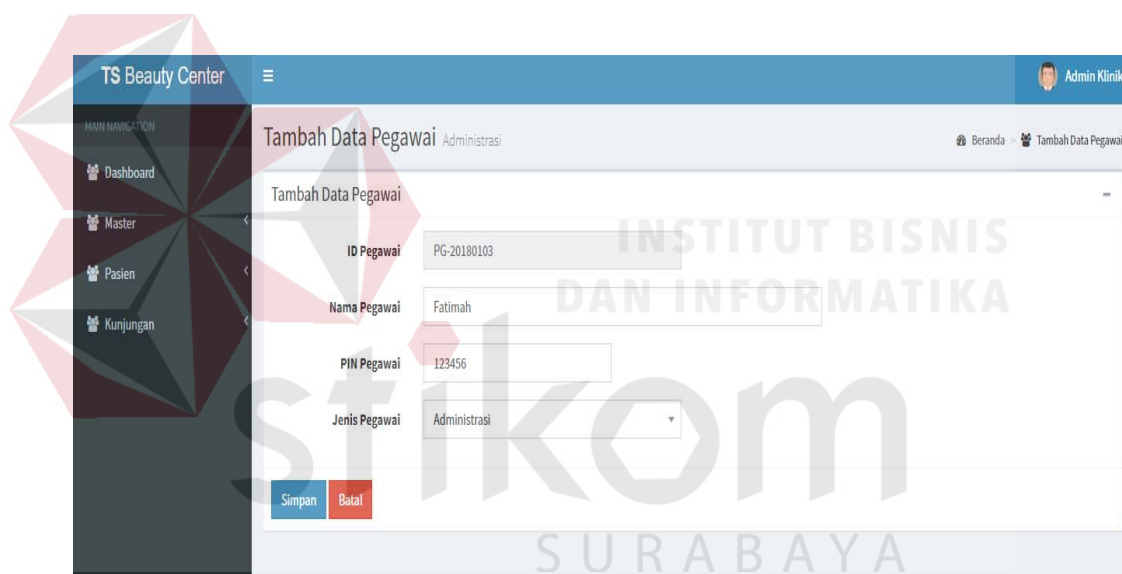 TS Beauty Center
Admin Klinik
MAIN NAVIGATION
Dashboard
Master
Pasien
Kunjungan
Tambah Data Pegawai Administrasi
Beranda > Tambah Data Pegawai
Tambah Data Pegawai
ID Pegawai PG-20180103
Nama Pegawai Fatimah
PIN Pegawai 123456
Jenis Pegawai Administrasi
Simpan Batal
INSTITUT BISNIS
DAN INFORMATIKA
stikom
SURABAYA